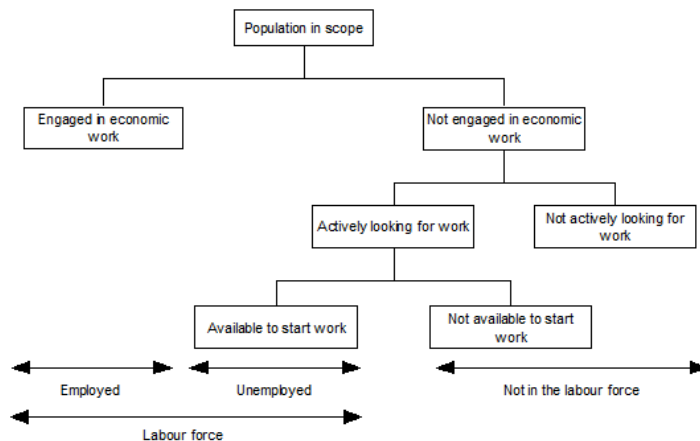 Population in scope
Engaged in economic
work
Not engaged in economic
work
Actively looking for work
Not actively looking for
work
Available to start work
Not available to start
work
Employed
Unemployed
Not in the labour force
Labour force